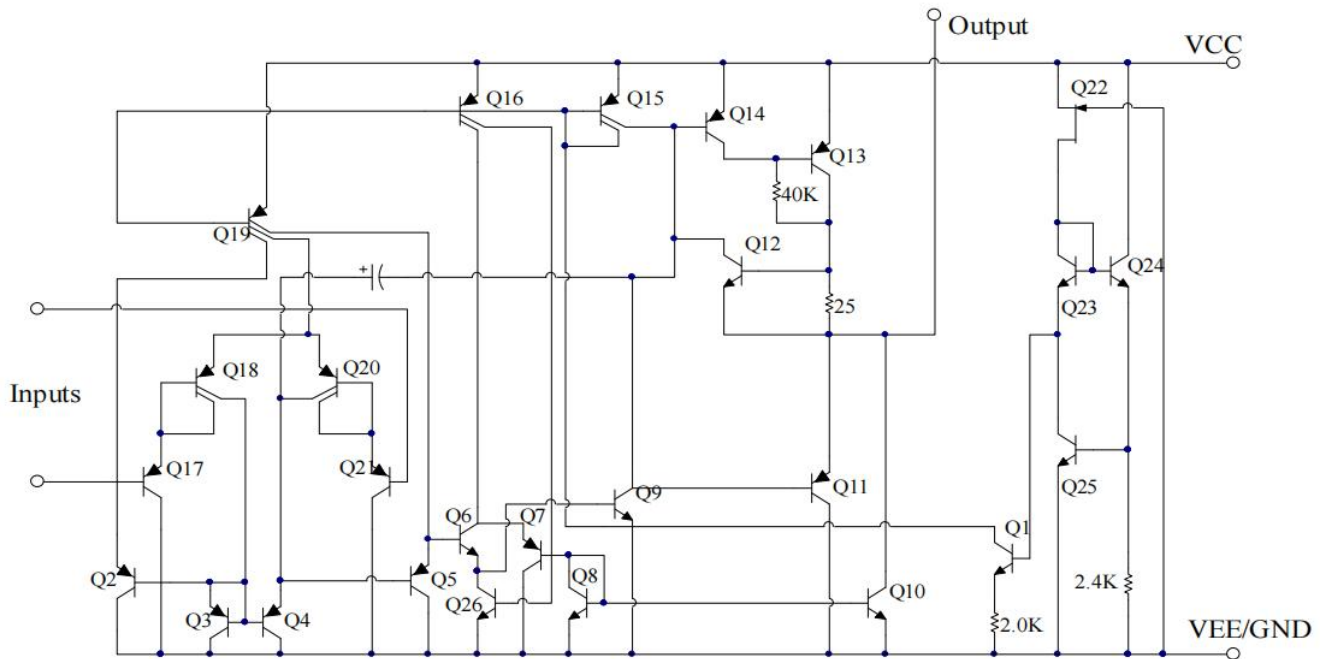 Output
VCC
Q22
Q16
Q15
Q14
Q13
40K
Q19
Q12
Q24
+
Q23
25
Q18
Q20
Inputs
Q17
Q21
Q25
Q9
Q11
Q6
Q7
Q1
Q2
Q5
Q8
Q26
Q10
2.4K
Q3
Q4
2.0K
VEE/GND